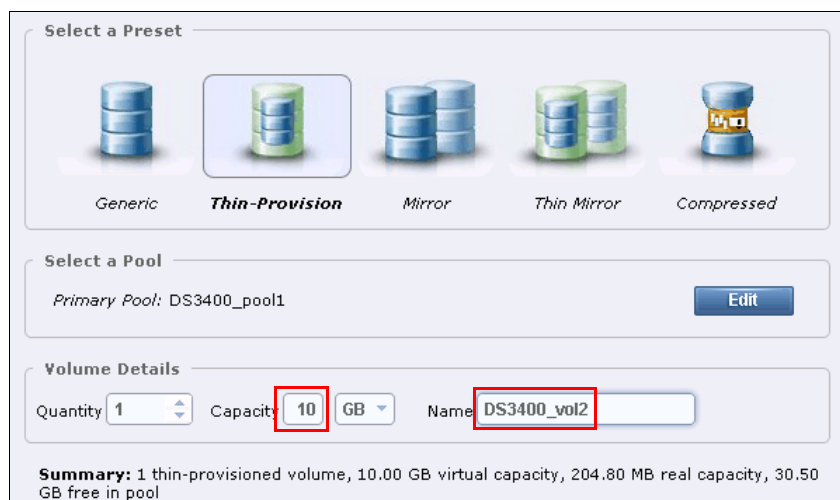 Select a Preset
Generic
Thin-Provision
Mirror
Thin Mirror
Compressed
Select a Pool
Primary Pool: DS3400_pool1
Edit
Volume Details
Quantity 1 Capacity 10 GB Name DS3400_vol2
Summary: 1 thin-provisioned volume, 10.00 GB virtual capacity, 204.80 MB real capacity, 30.50
GB free in pool